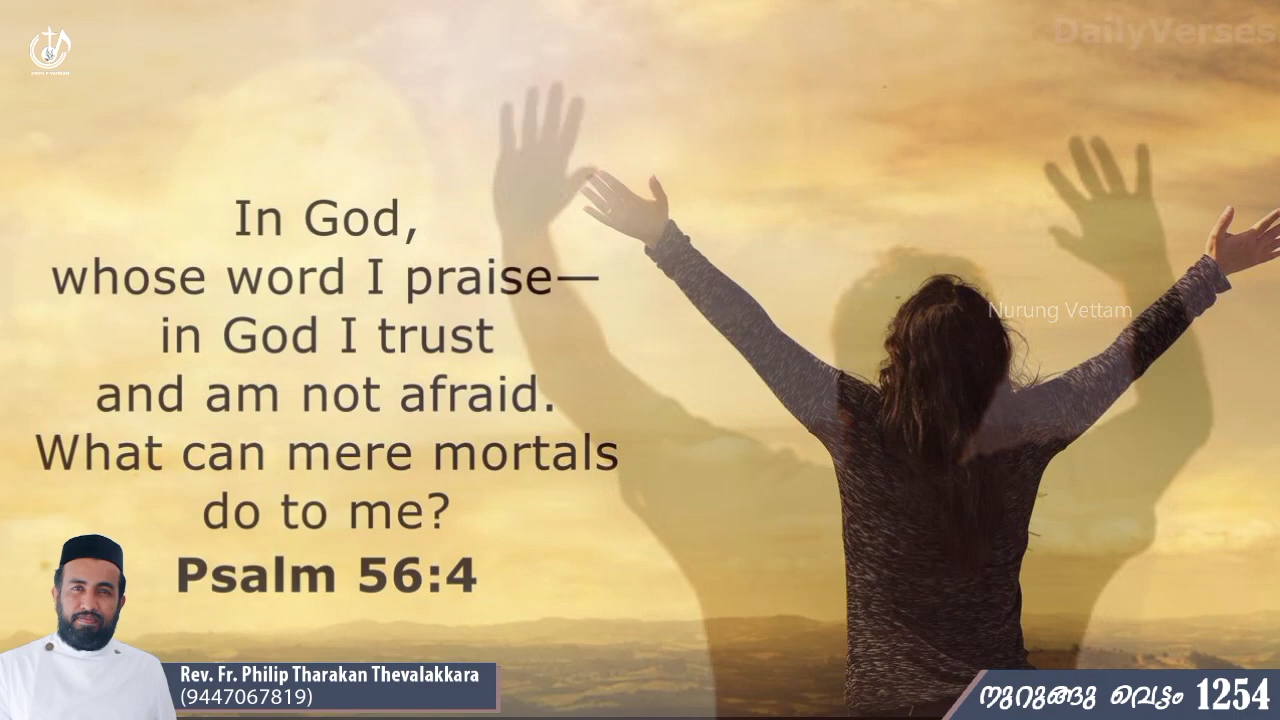 DailyVerses
In God,
whose word I praise—
in God I trust
and am not afraid.
What can mere mortals
do to me?
Psalm 56:4
Nurung Vettam
Rev. Fr. Philip Tharakan Thevalakkara
(9447067819)
നുറുങ്ങു വെട്ടം 1254